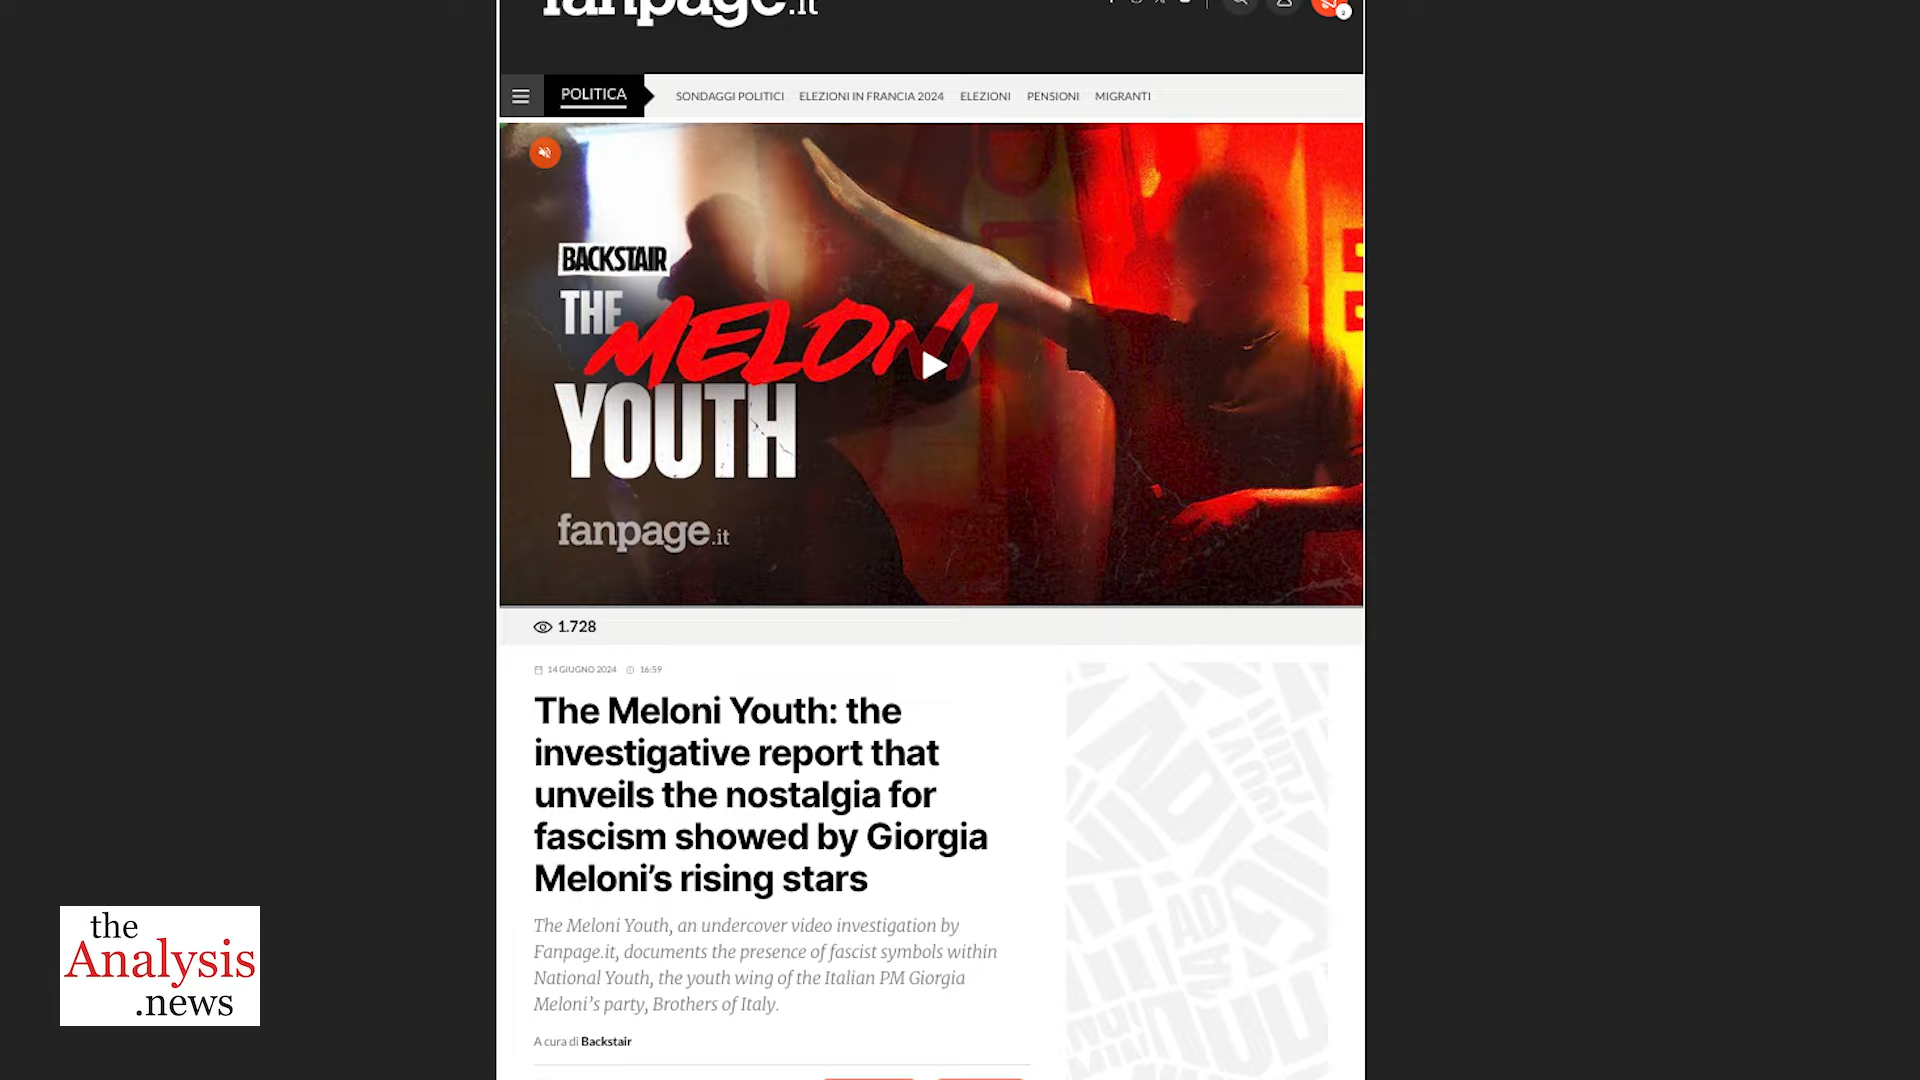 fanpage.it
2
POLITICA
SONDAGGI POLITICI ELEZIONI IN FRANCIA 2024 ELEZIONI PENSIONI MIGRANTI
BACKSTAIR
THE
MELONI
YOUTH
fanpage.it
1.728
14 GIUGNO 2024 16:59
The Meloni Youth: the
investigative report that
unveils the nostalgia for
fascism showed by Giorgia
Meloni's rising stars
The Meloni Youth, an undercover video investigation by
Fanpage.it, documents the presence of fascist symbols within
National Youth, the youth wing of the Italian PM Giorgia
Meloni's party, Brothers of Italy.
A cura di Backstair
the
Analysis
.news